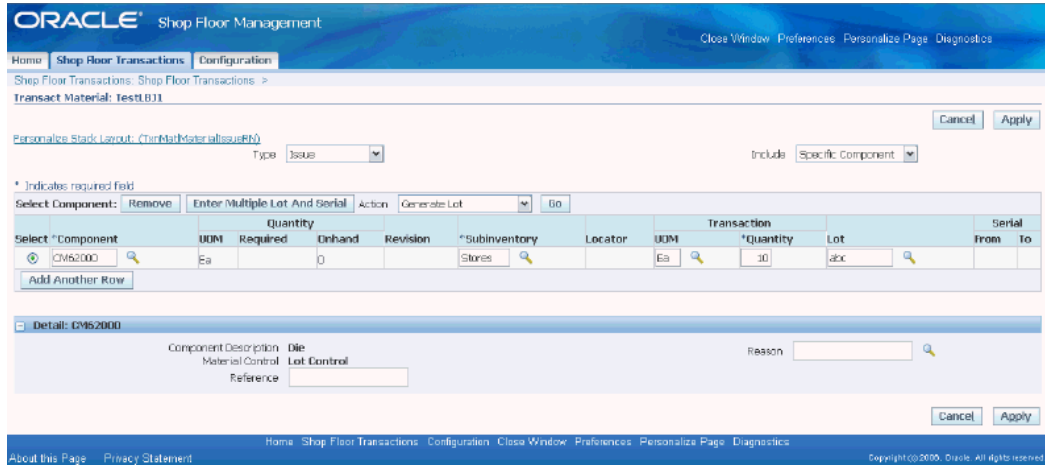 ORACLE® Shop Floor Management
Close Window Preferences Personalize Page Diagnostics
Home Shop Floor Transactions Configuration
Shop Floor Transactions: Shop Floor Transactions >
Transact Material: TestLBJ1
Cancel Apply
Personalize Stack Layout: (TxnMatlMaterialIssueRN)
Type Issue Include Specific Component
* Indicates required field
Select Component: Remove Enter Multiple Lot And Serial Action Generate Lot Go
Quantity Transaction Serial
Select *Component UOM Required Onhand Revision *Subinventory Locator UOM *Quantity Lot From To
CM62000 Ea 0 Stores Ea 10 abc
Add Another Row
Detail: CM62000
Component Description Die
Reason
Material Control Lot Control
Reference
Cancel Apply
Home Shop Floor Transactions Configuration Close Window Preferences Personalize Page Diagnostics
About this Page Privacy Statement Copyright (c) 2005, Oracle. All rights reserved